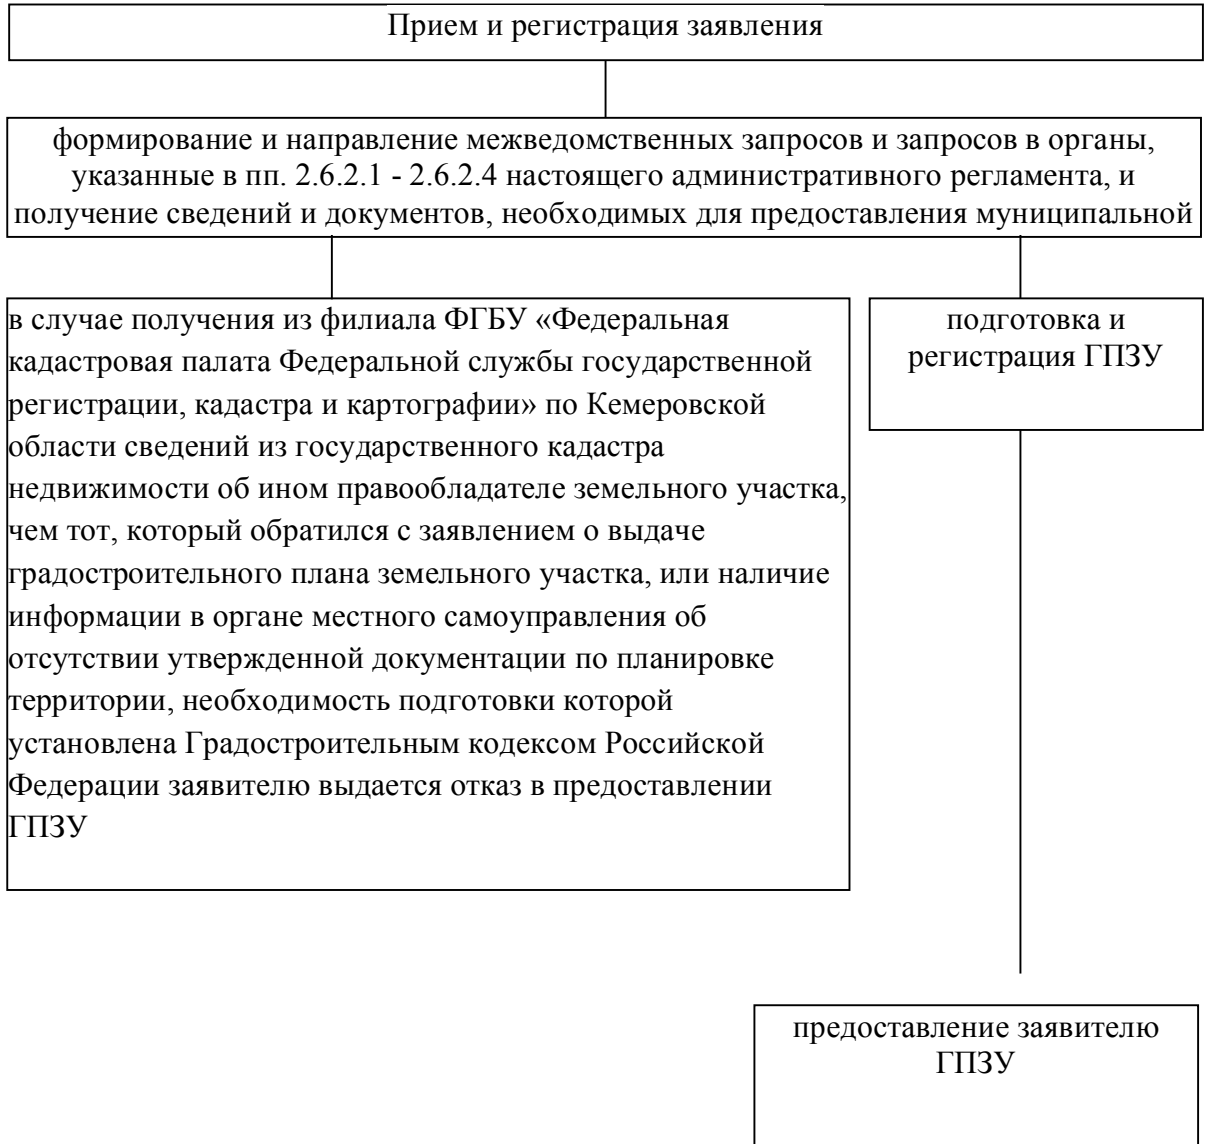 Прием и регистрация заявления
формирование и направление межведомственных запросов и запросов в органы,
указанные в пп. 2.6.2.1 - 2.6.2.4 настоящего административного регламента, и
получение сведений и документов, необходимых для предоставления муниципальной
в случае получения из филиала ФГБУ «Федеральная
кадастровая палата Федеральной службы государственной
регистрации, кадастра и картографии» по Кемеровской
области сведений из государственного кадастра
недвижимости об ином правообладателе земельного участка,
чем тот, который обратился с заявлением о выдаче
градостроительного плана земельного участка, или наличие
информации в органе местного самоуправления об
отсутствии утвержденной документации по планировке
территории, необходимость подготовки которой
установлена Градостроительным кодексом Российской
Федерации заявителю выдается отказ в предоставлении
ГПЗУ
подготовка и
регистрация ГПЗУ
предоставление заявителю
ГПЗУ